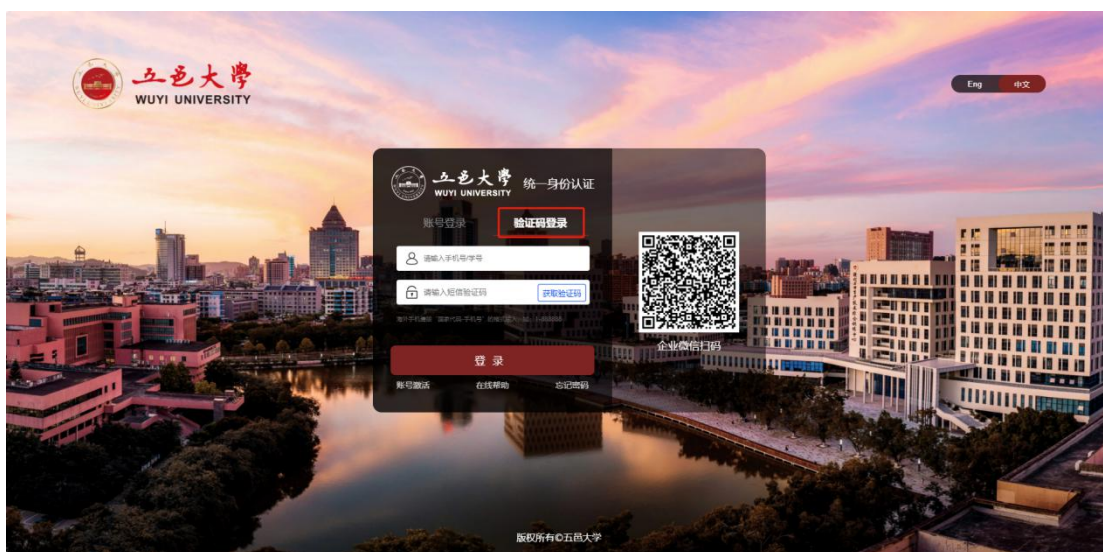 五邑大學
WUYI UNIVERSITY
Eng 中文
五邑大學
WUYI UNIVERSITY
统一身份认证
账号登录 验证码登录
请输入手机号/学号
请输入短信验证码 获取验证码
登 录
账号激活 在线帮助 忘记密码
企业微信扫码
版权所有©五邑大学